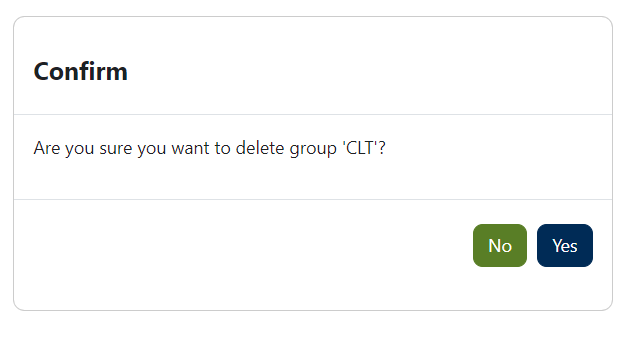 Confirm
Are you sure you want to delete group 'CLT'?
No Yes